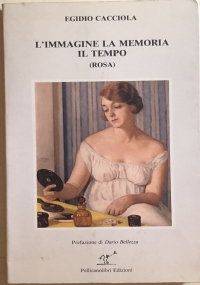 EGIDIO CACCIOLA
L'IMMAGINE LA MEMORIA
IL TEMPO
(ROSA)
Prefazione di Dario Bellezza
Pellicanolibri Edizioni